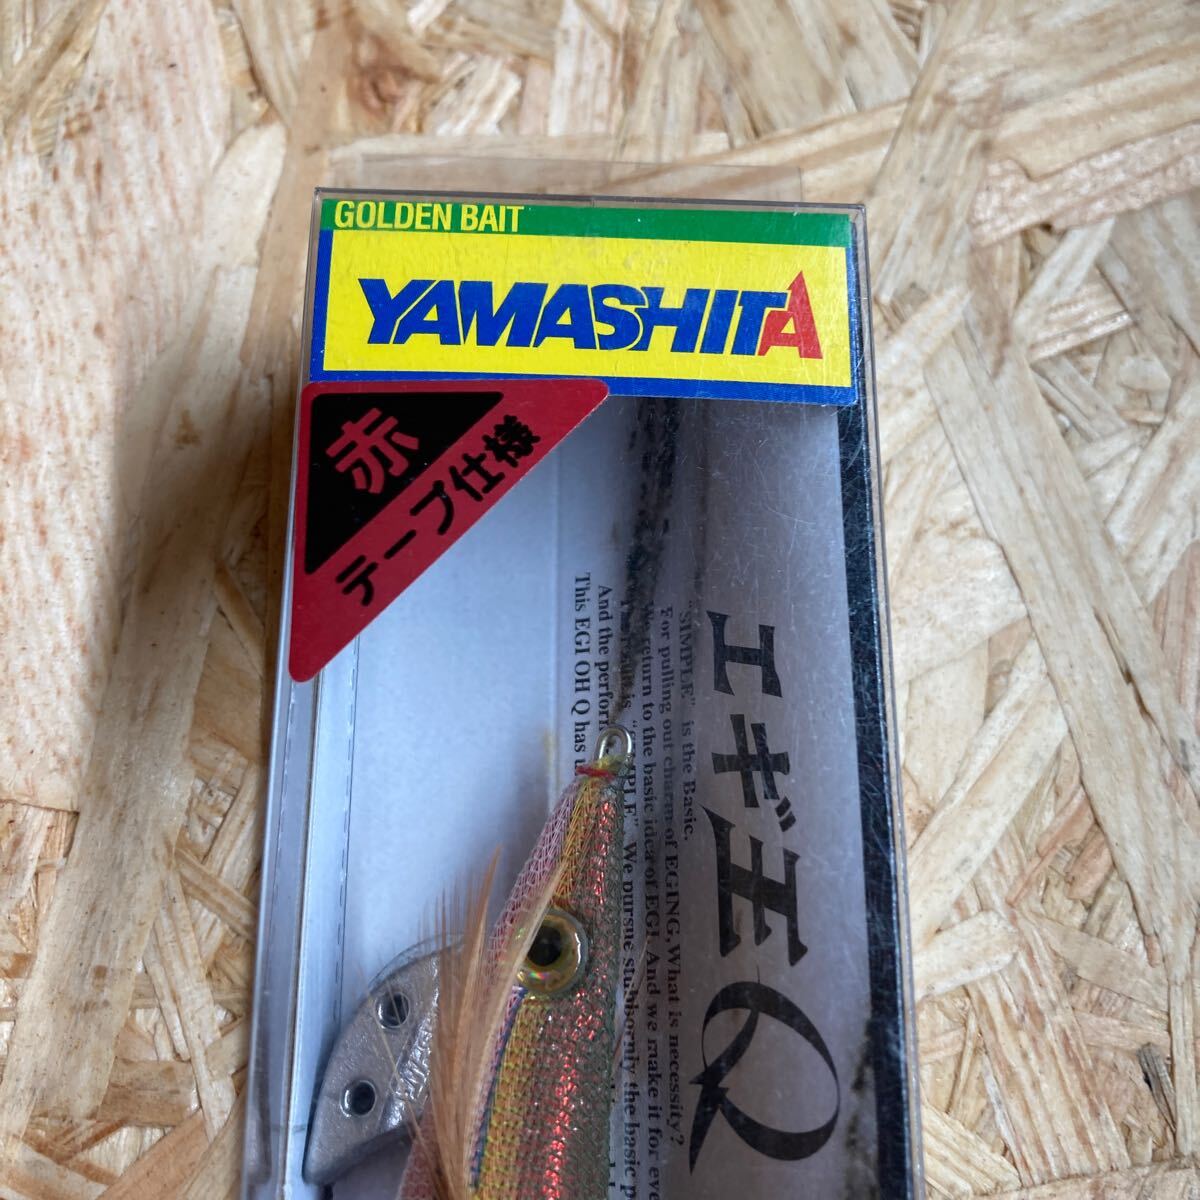 GOLDEN BAIT
YAMASHITA
赤
テープ仕様
エギ王Q
"SIMPLE" is the Basic.
For pulling out charm of EGING, What is necessity?
We return to the basic idea of EGI. And we make it for
"SIMPLE". We pursue stubbornly the basic
And the perfor
This EGI OH Q has